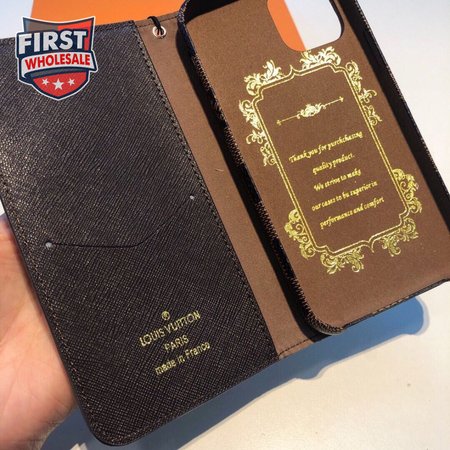 FIRST
WHOLESALE
Thank you for purchchasing
quality product.
We strive to make
our cases to be superior in
performance and comfort
LOUIS VUITTON
PARIS
made in France